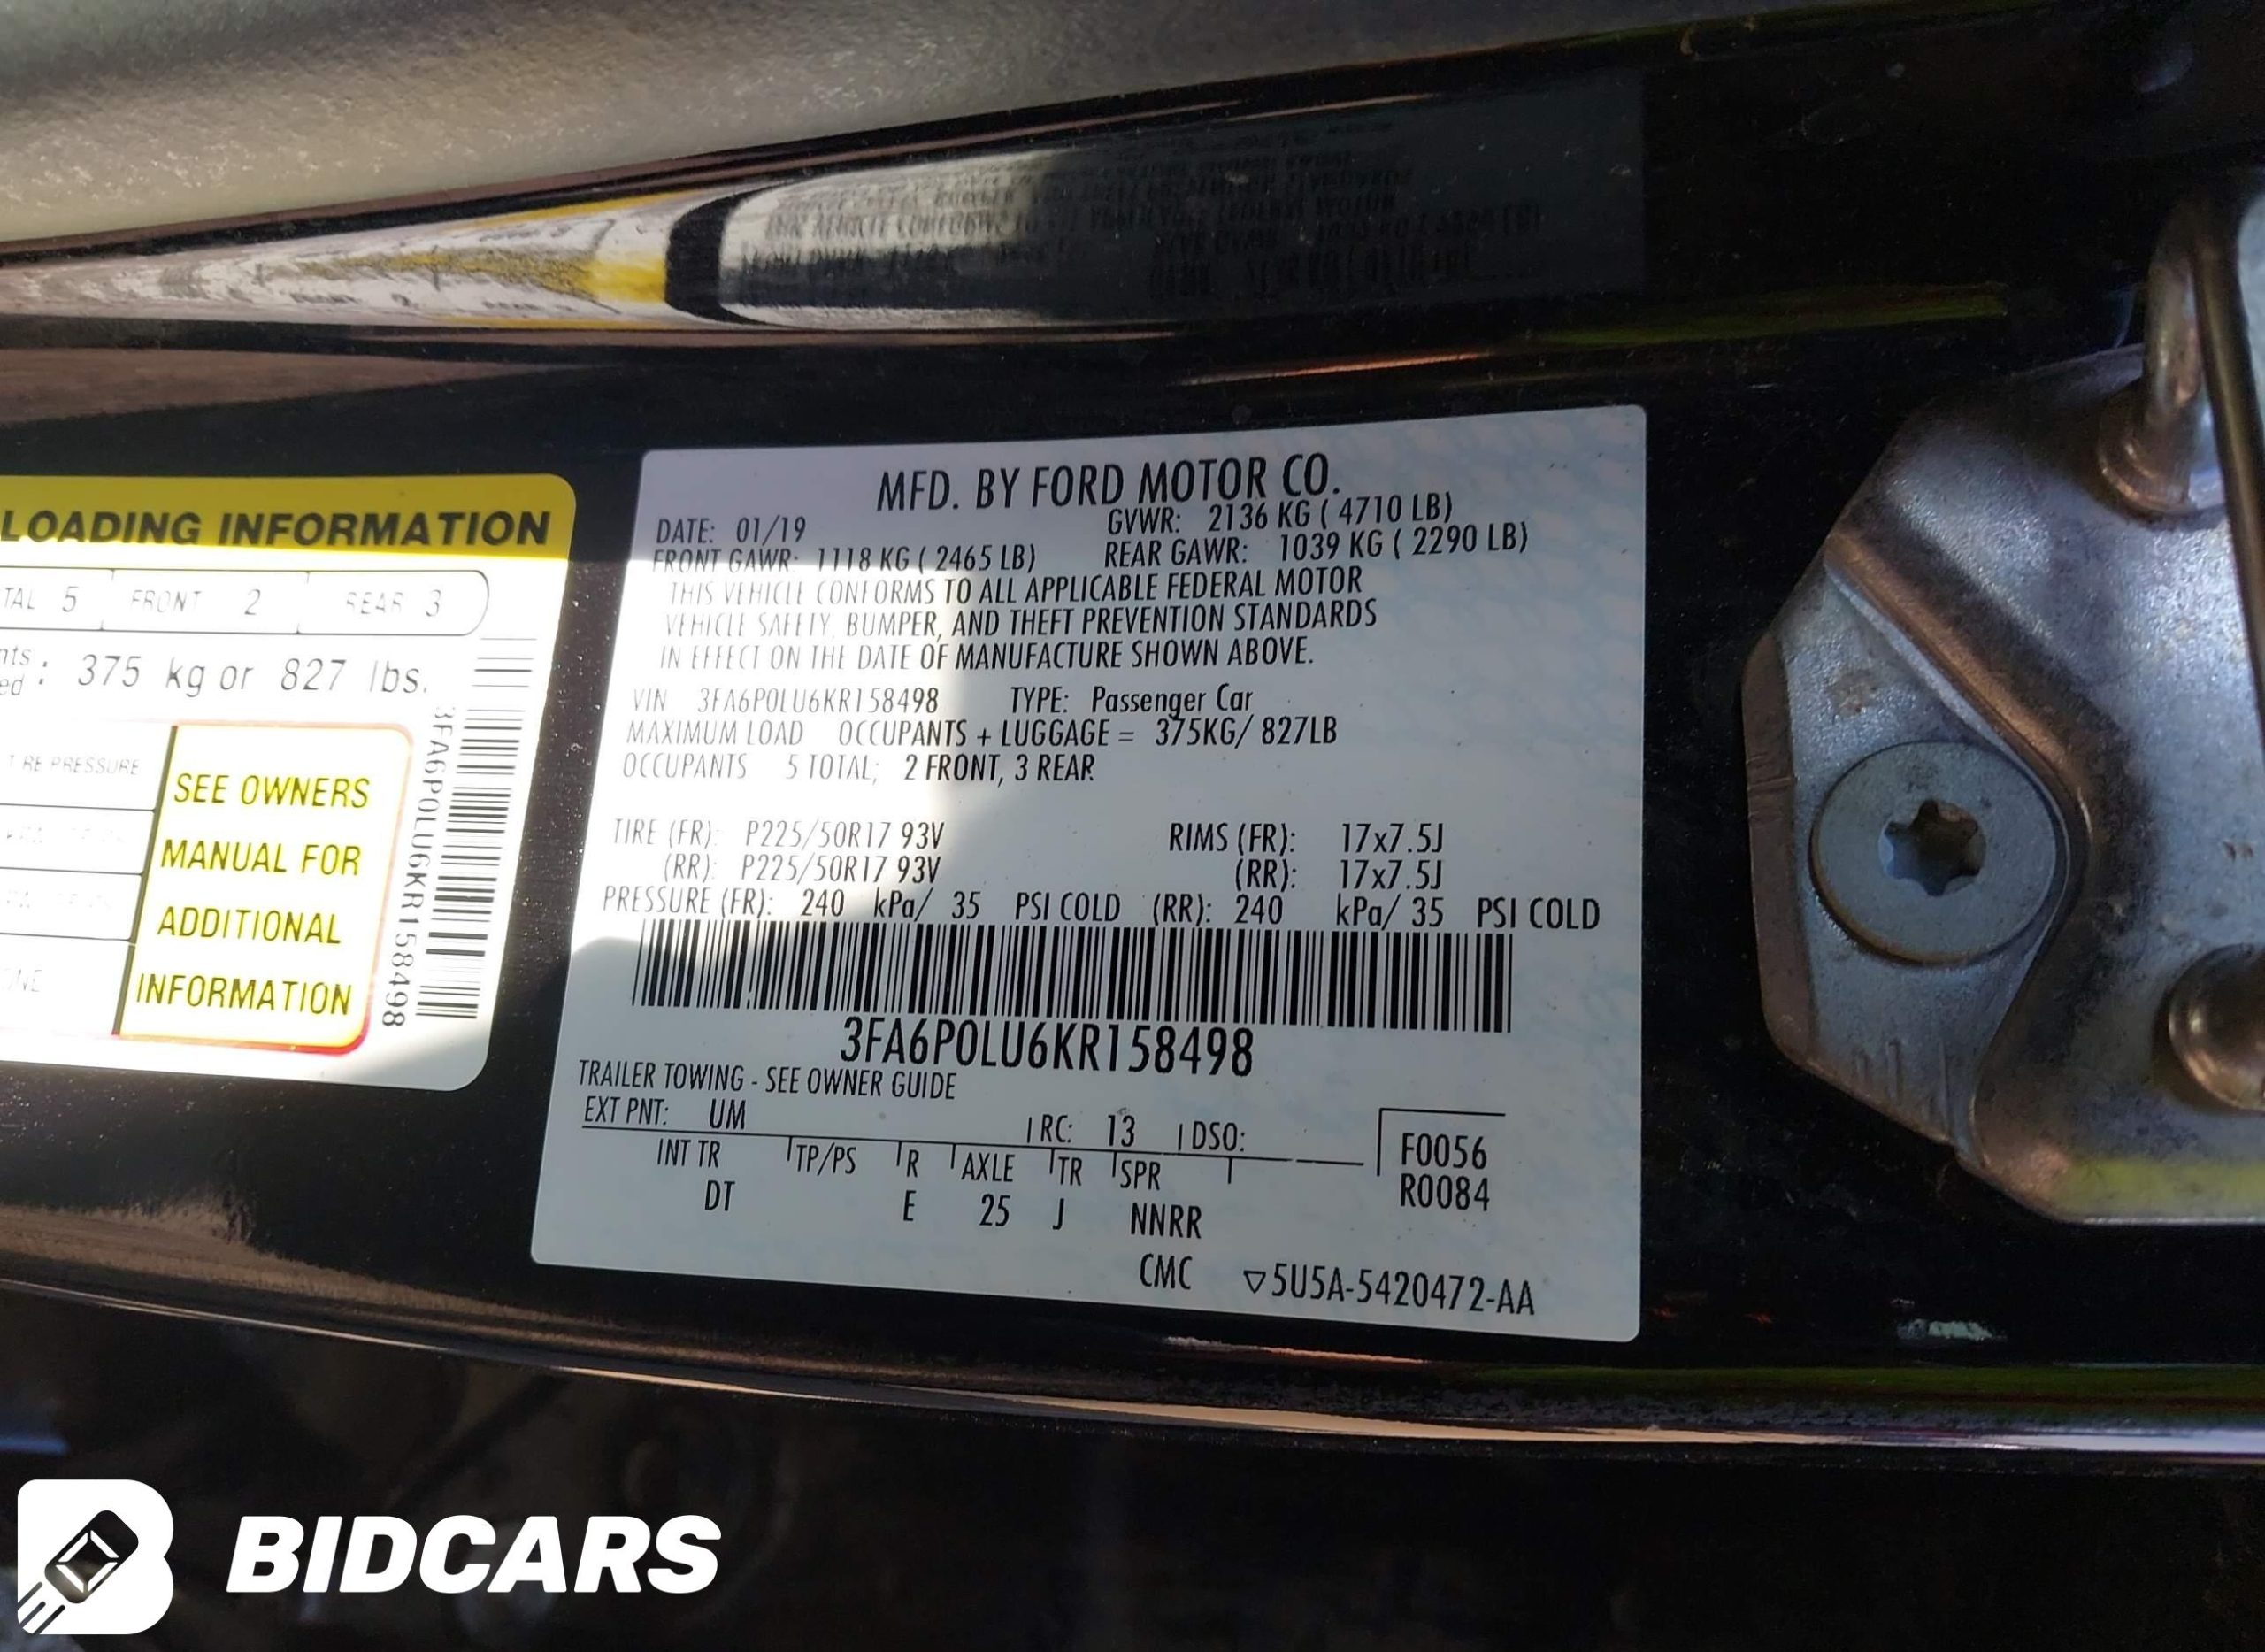 LOADING INFORMATION
TAL 5 FRONT 2 REAR 3
nts
ed : 375 kg or 827 lbs.
TIRE PRESSURE
SEE OWNERS
MANUAL FOR
ADDITIONAL
INFORMATION
3FA6P0LU6KR158498
MFD. BY FORD MOTOR CO.
DATE: 01/19 GVWR: 2136 KG ( 4710 LB)
FRONT GAWR: 1118 KG ( 2465 LB) REAR GAWR: 1039 KG ( 2290 LB)
THIS VEHICLE CONFORMS TO ALL APPLICABLE FEDERAL MOTOR
VEHICLE SAFETY, BUMPER, AND THEFT PREVENTION STANDARDS
IN EFFECT ON THE DATE OF MANUFACTURE SHOWN ABOVE.
VIN 3FA6P0LU6KR158498 TYPE: Passenger Car
MAXIMUM LOAD OCCUPANTS + LUGGAGE = 375KG/ 827LB
OCCUPANTS 5 TOTAL; 2 FRONT, 3 REAR
TIRE (FR): P225/50R17 93V RIMS (FR): 17x7.5J
(RR): P225/50R17 93V (RR): 17x7.5J
PRESSURE (FR): 240 kPa/ 35 PSI COLD (RR): 240 kPa/ 35 PSI COLD
3FA6P0LU6KR158498
TRAILER TOWING - SEE OWNER GUIDE
EXT PNT: UM RC: 13 DSO:
F0056
INT TR TP/PS R AXLE TR SPR
R0084
DT E 25 J NNRR
CMC ▽5U5A-5420472-AA
BIDCARS